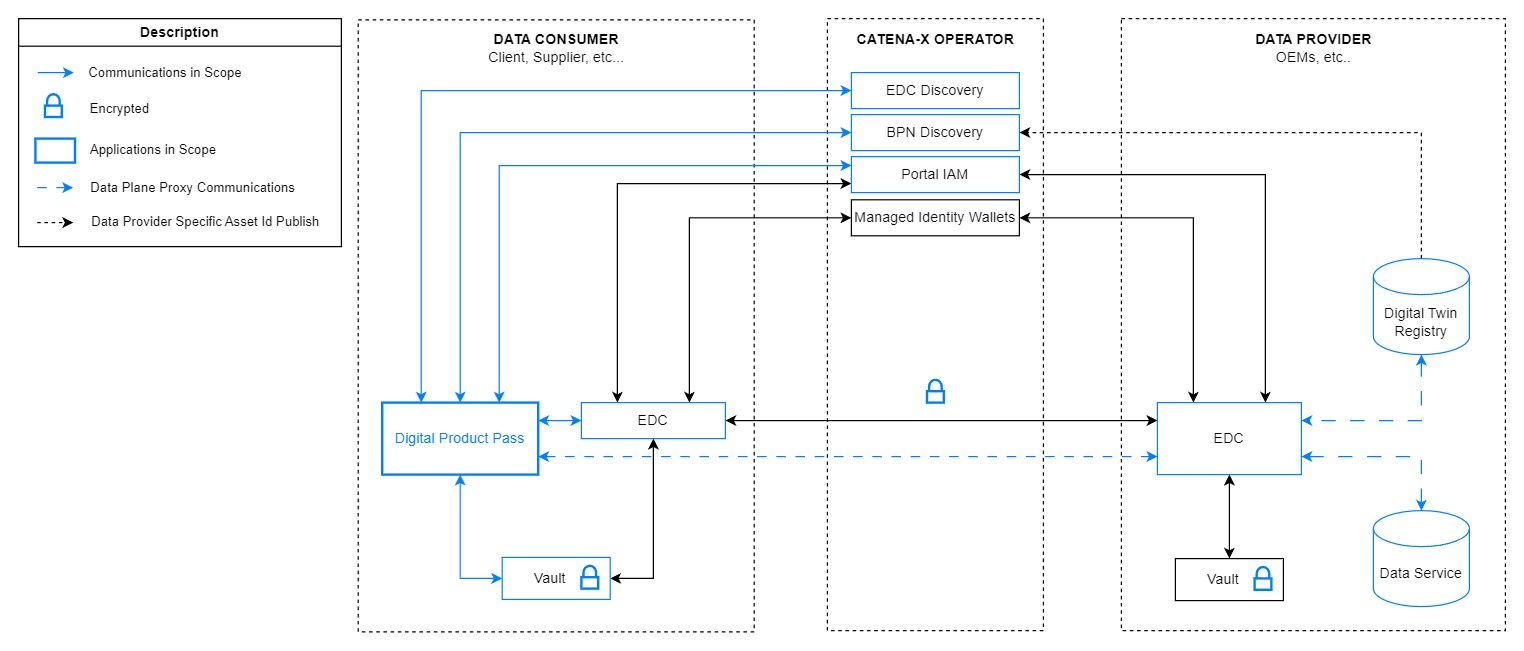 Description
Communications in Scope
Encrypted
Applications in Scope
Data Plane Proxy Communications
Data Provider Specific Asset Id Publish
DATA CONSUMER
Client, Supplier, etc...
Digital Product Pass
EDC
Vault
CATENA-X OPERATOR
EDC Discovery
BPN Discovery
Portal IAM
Managed Identity Wallets
DATA PROVIDER
OEMs, etc..
Digital Twin
Registry
EDC
Vault
Data Service